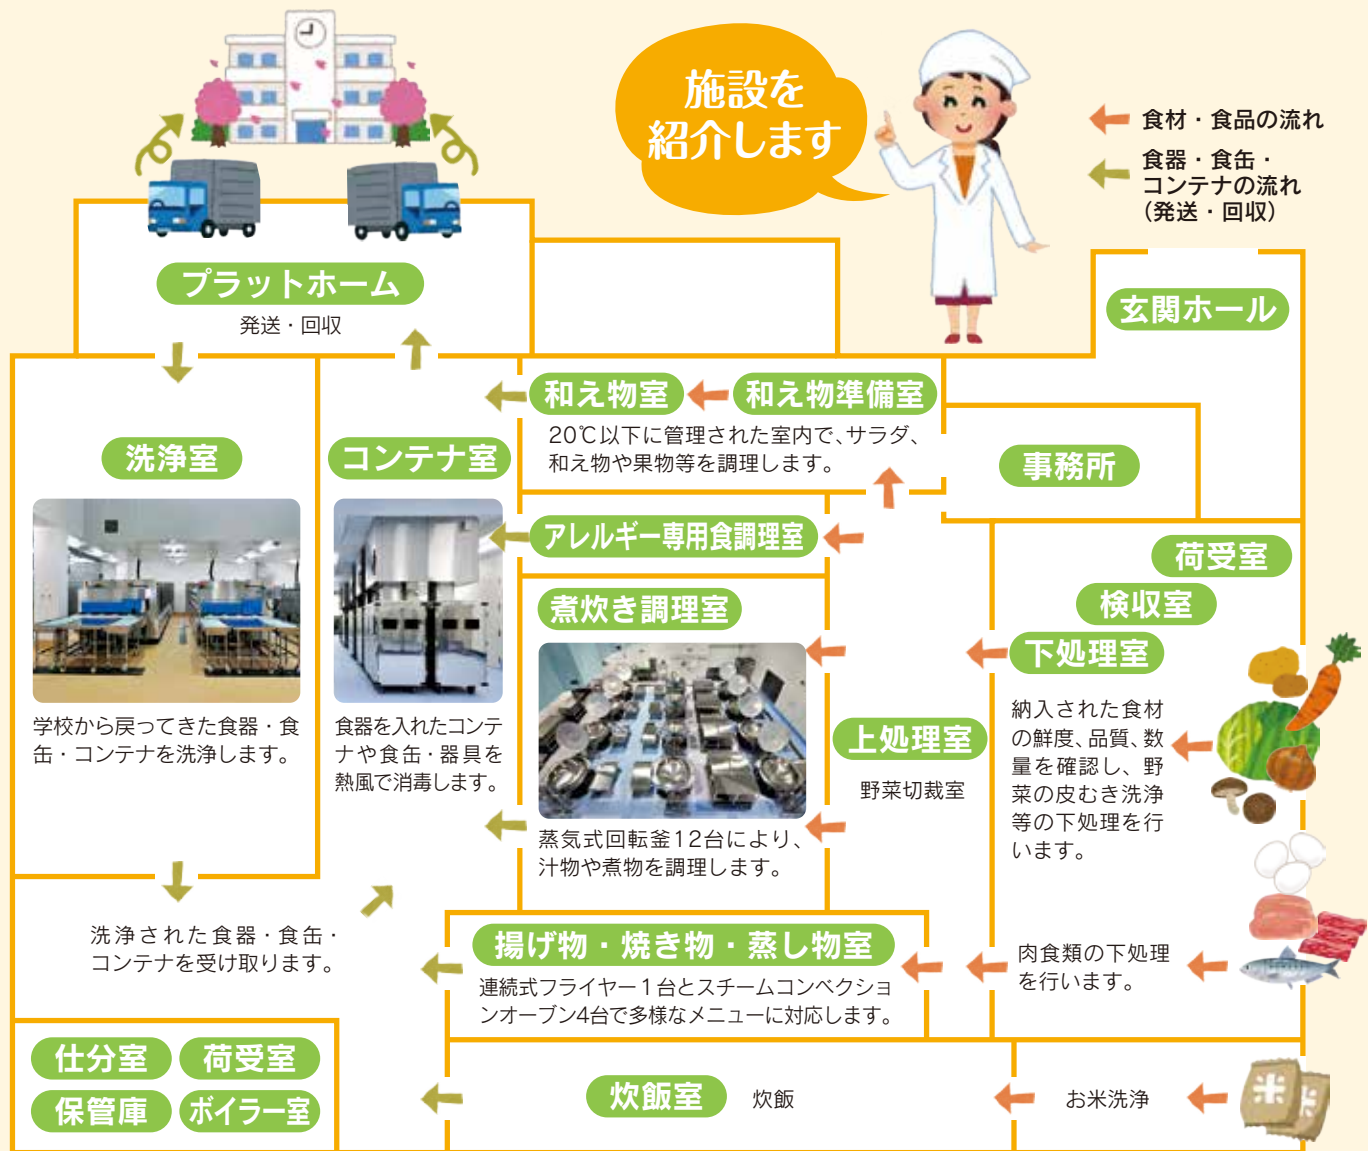 施設を
紹介します
食材・食品の流れ
食器・食缶・
コンテナの流れ
(発送・回収)
プラットホーム
発送・回収
玄関ホール
和え物室
和え物準備室
20℃以下に管理された室内で、サラダ、
和え物や果物等を調理します。
洗浄室
コンテナ室
事務所
アレルギー専用食調理室
荷受室
検収室
下処理室
煮炊き調理室
学校から戻ってきた食器・食
缶・コンテナを洗浄します。
食器を入れたコンテ
ナや食缶・器具を
熱風で消毒します。
上処理室
野菜切裁室
納入された食材
の鮮度、品質、数
量を確認し、野
菜の皮むき洗浄
等の下処理を行
います。
蒸気式回転釜12台により、
汁物や煮物を調理します。
洗浄された食器・食缶・
コンテナを受け取ります。
揚げ物・焼き物・蒸し物室
連続式フライヤー1台とスチームコンベクショ
ンオーブン4台で多様なメニューに対応します。
肉食類の下処理
を行います。
仕分室
荷受室
保管庫
ボイラー室
炊飯室
炊飯
お米洗浄
米
米